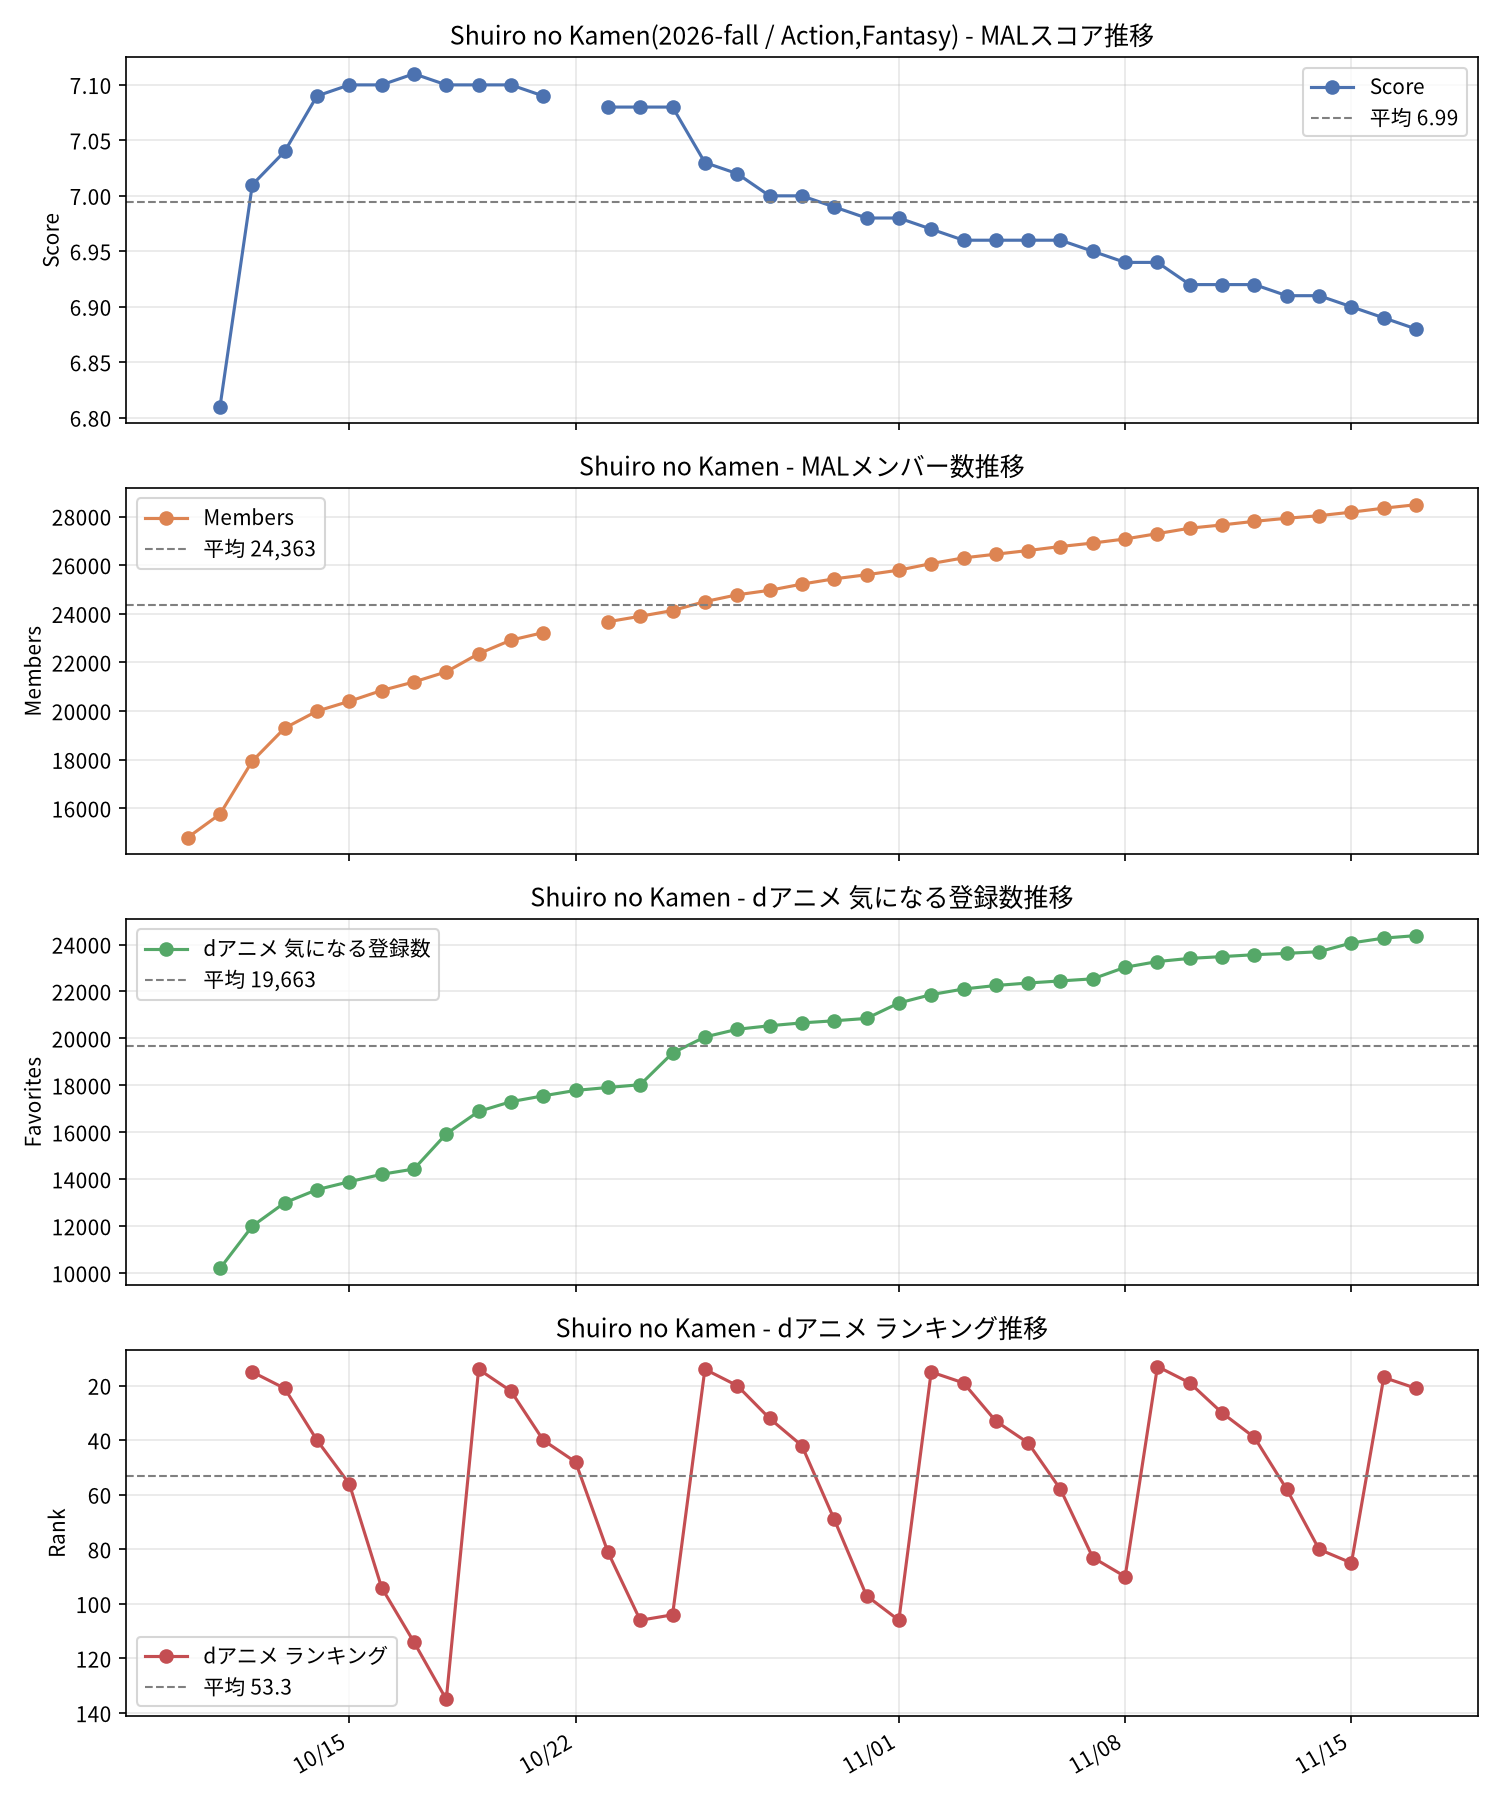 Shuiro no Kamen(2026-fall / Action,Fantasy) - MALスコア推移
Score
7.10
7.05
7.00
6.95
6.90
6.85
6.80
Score
平均 6.99
Shuiro no Kamen - MALメンバー数推移
Members
28000
26000
24000
22000
20000
18000
16000
Members
平均 24,363
Shuiro no Kamen - dアニメ 気になる登録数推移
Favorites
24000
22000
20000
18000
16000
14000
12000
10000
dアニメ 気になる登録数
平均 19,663
Shuiro no Kamen - dアニメ ランキング推移
Rank
20
40
60
80
100
120
140
dアニメ ランキング
平均 53.3
10/15
10/22
11/01
11/08
11/15